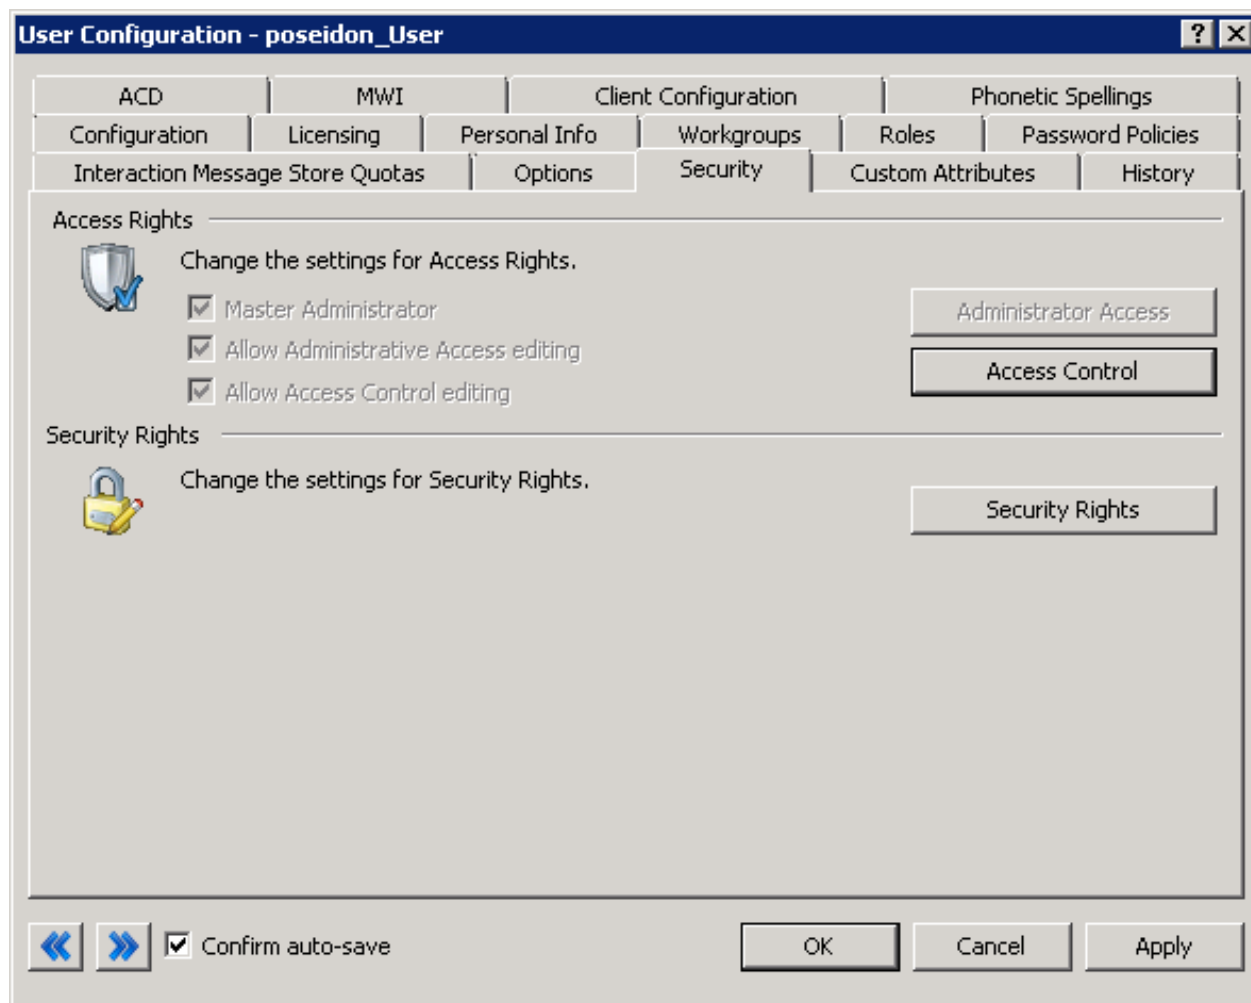 User Configuration - poseidon_User
ACD MWI Client Configuration Phonetic Spellings
Configuration Licensing Personal Info Workgroups Roles Password Policies
Interaction Message Store Quotas Options Security Custom Attributes History
Access Rights
Change the settings for Access Rights.
Master Administrator Administrator Access
Allow Administrative Access editing
Access Control
Allow Access Control editing
Security Rights
Change the settings for Security Rights.
Security Rights
Confirm auto-save OK Cancel Apply